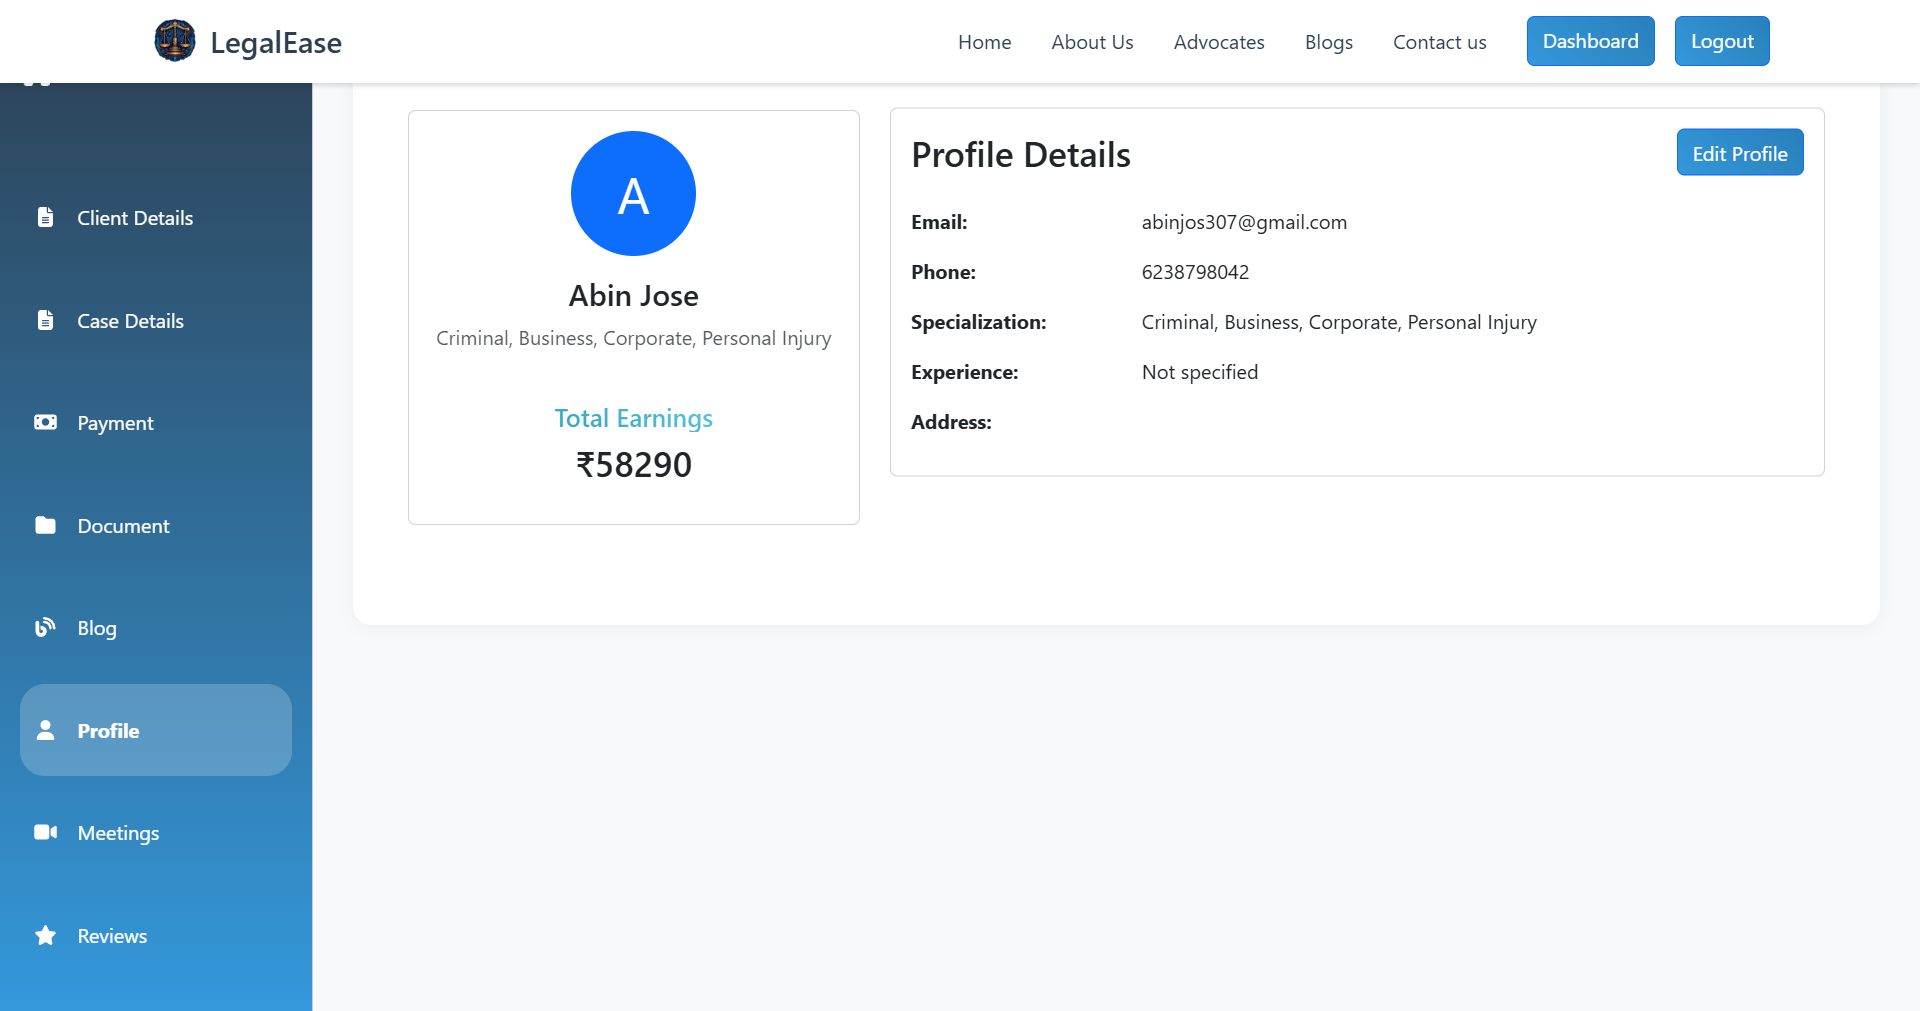 LegalEase
Home
About Us
Advocates
Blogs
Contact us
Dashboard
Logout
Client Details
Case Details
Payment
Document
Blog
Profile
Meetings
Reviews
A
Abin Jose
Criminal, Business, Corporate, Personal Injury
Total Earnings
₹58290
Profile Details
Edit Profile
Email: abinjos307@gmail.com
Phone: 6238798042
Specialization: Criminal, Business, Corporate, Personal Injury
Experience: Not specified
Address: